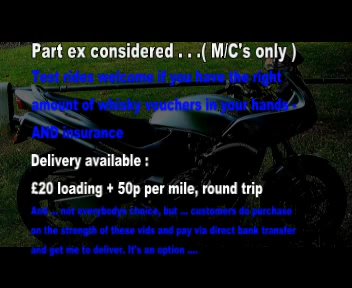 Part ex considered . . .( M/C's only )
Test rides welcome if you have the right
amount of whisky vouchers in your hands -
AND insurance
Delivery available :
£20 loading + 50p per mile, round trip
And ... not everybodys choice, but ... customers do purchase
on the strength of these vids and pay via direct bank transfer
and get me to deliver. It's an option ....